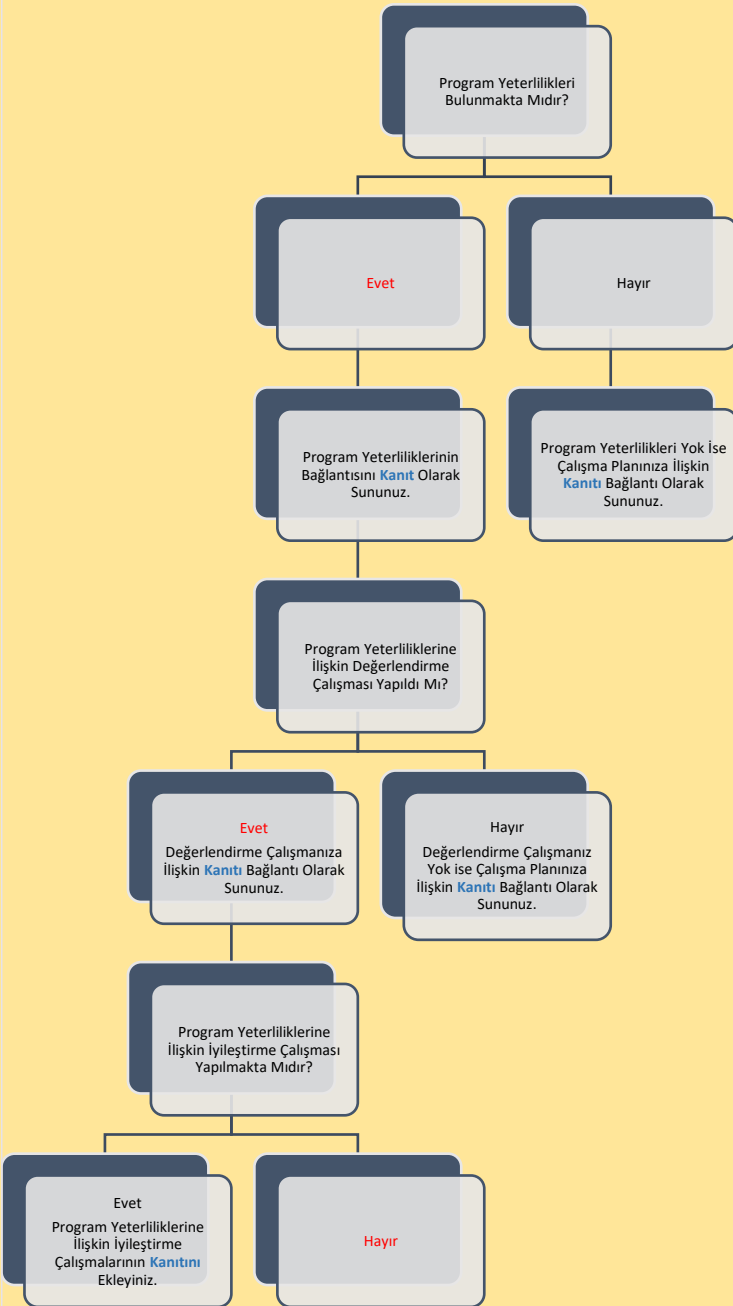 Program Yeterlilikleri
Bulunmakta Mıdır?
Evet
Hayır
Program Yeterliliklerinin
Bağlantısını Kanıt Olarak
Sununuz.
Program Yeterlilikleri Yok İse
Çalışma Planınıza İlişkin
Kanıtı Bağlantı Olarak
Sununuz.
Program Yeterliliklerine
İlişkin Değerlendirme
Çalışması Yapıldı Mı?
Evet
Değerlendirme Çalışmanıza
İlişkin Kanıtı Bağlantı Olarak
Sununuz.
Hayır
Değerlendirme Çalışmanız
Yok ise Çalışma Planınıza
İlişkin Kanıtı Bağlantı Olarak
Sununuz.
Program Yeterliliklerine
İlişkin İyileştirme Çalışması
Yapılmakta Mıdır?
Evet
Program Yeterliliklerine
İlişkin İyileştirme
Çalışmalarının Kanıtını
Ekleyiniz.
Hayır